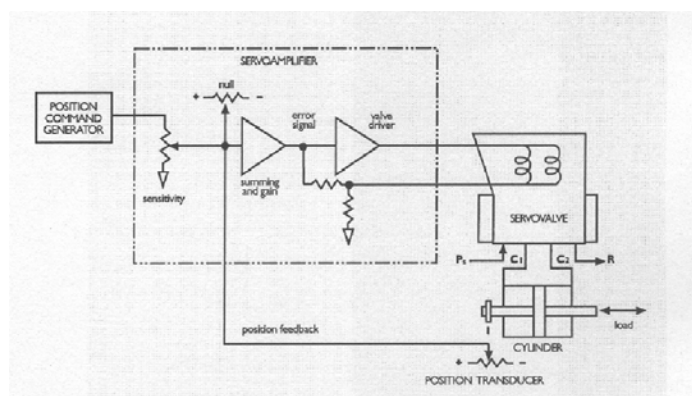 SERVOAMPLIFIER
+ null −
POSITION
COMMAND
GENERATOR
error
signal
valve
driver
summing
and gain
sensitivity
SERVOVALVE
Ps C1 C2 R
position feedback
load
CYLINDER
+ −
POSITION TRANSDUCER